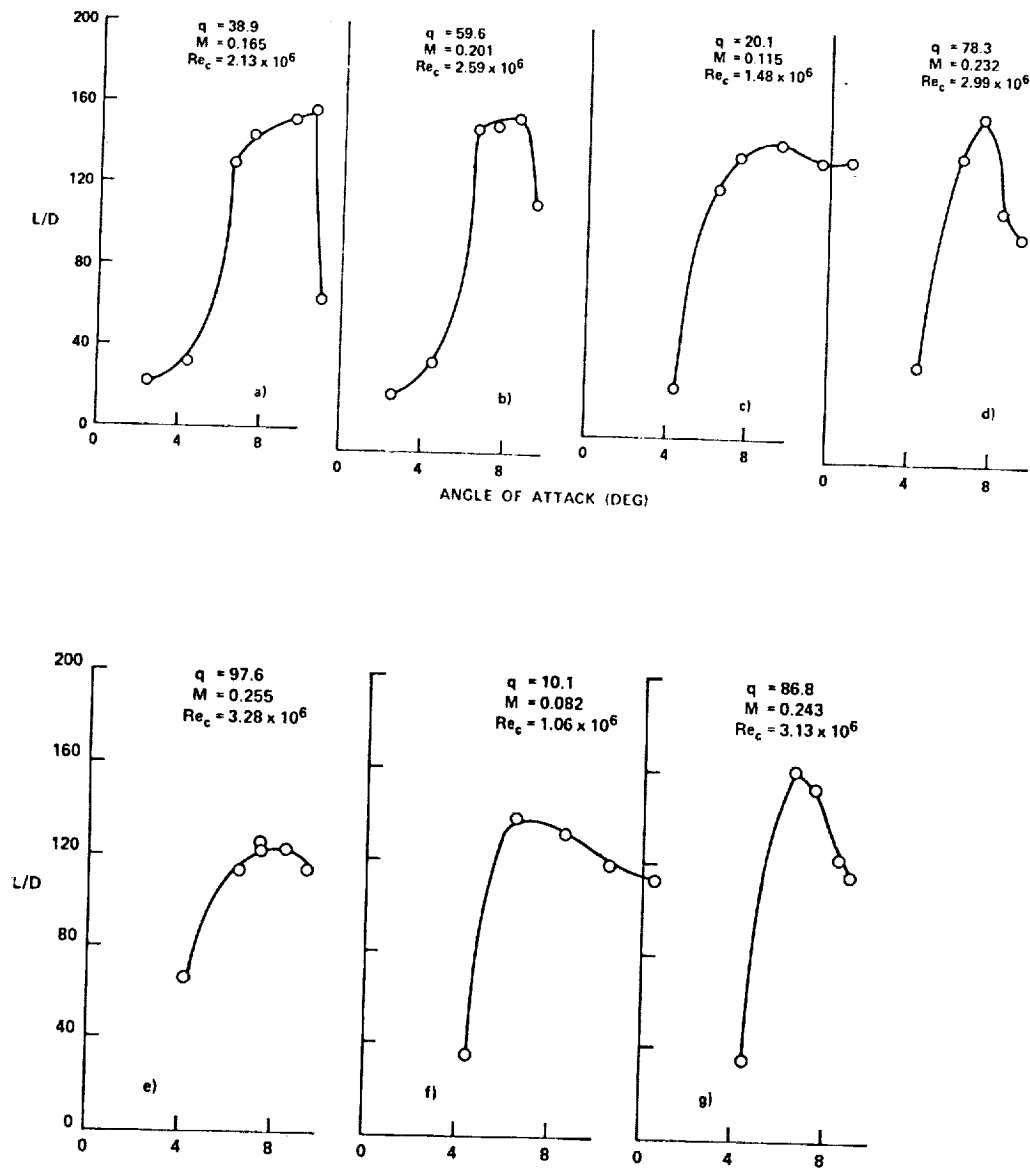 200
160
120
80
40
0
L/D
q = 38.9
M = 0.165
Re_c = 2.13 x 10^6
a)
0 4 8
q = 59.6
M = 0.201
Re_c = 2.59 x 10^6
b)
0 4 8
q = 20.1
M = 0.115
Re_c = 1.48 x 10^6
c)
0 4 8
q = 78.3
M = 0.232
Re_c = 2.99 x 10^6
d)
0 4 8
ANGLE OF ATTACK (DEG)
200
160
120
80
40
0
L/D
q = 97.6
M = 0.255
Re_c = 3.28 x 10^6
e)
0 4 8
q = 10.1
M = 0.082
Re_c = 1.06 x 10^6
f)
0 4 8
q = 86.8
M = 0.243
Re_c = 3.13 x 10^6
g)
0 4 8